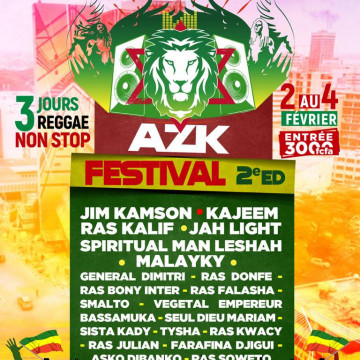 3 JOURS
REGGAE
NON STOP
2 AU 4
FÉVRIER
ENTRÉE
3000 fcfa
AZK
FESTIVAL 2e ED
JIM KAMSON • KAJEEM
RAS KALIF • JAH LIGHT
SPIRITUAL MAN LESHAH
• MALAYKY •
GENERAL DIMITRI - RAS DONFE -
RAS BONY INTER - RAS FALASHA -
SMALTO - VEGETAL EMPEREUR
BASSAMUKA - SEUL DIEU MARIAM -
SISTA KADY - TYSHA - RAS KWACY
- RAS JULIAN - FARAFINA DJIGUI -
ASKO DIBANKO - RAS SOWETO